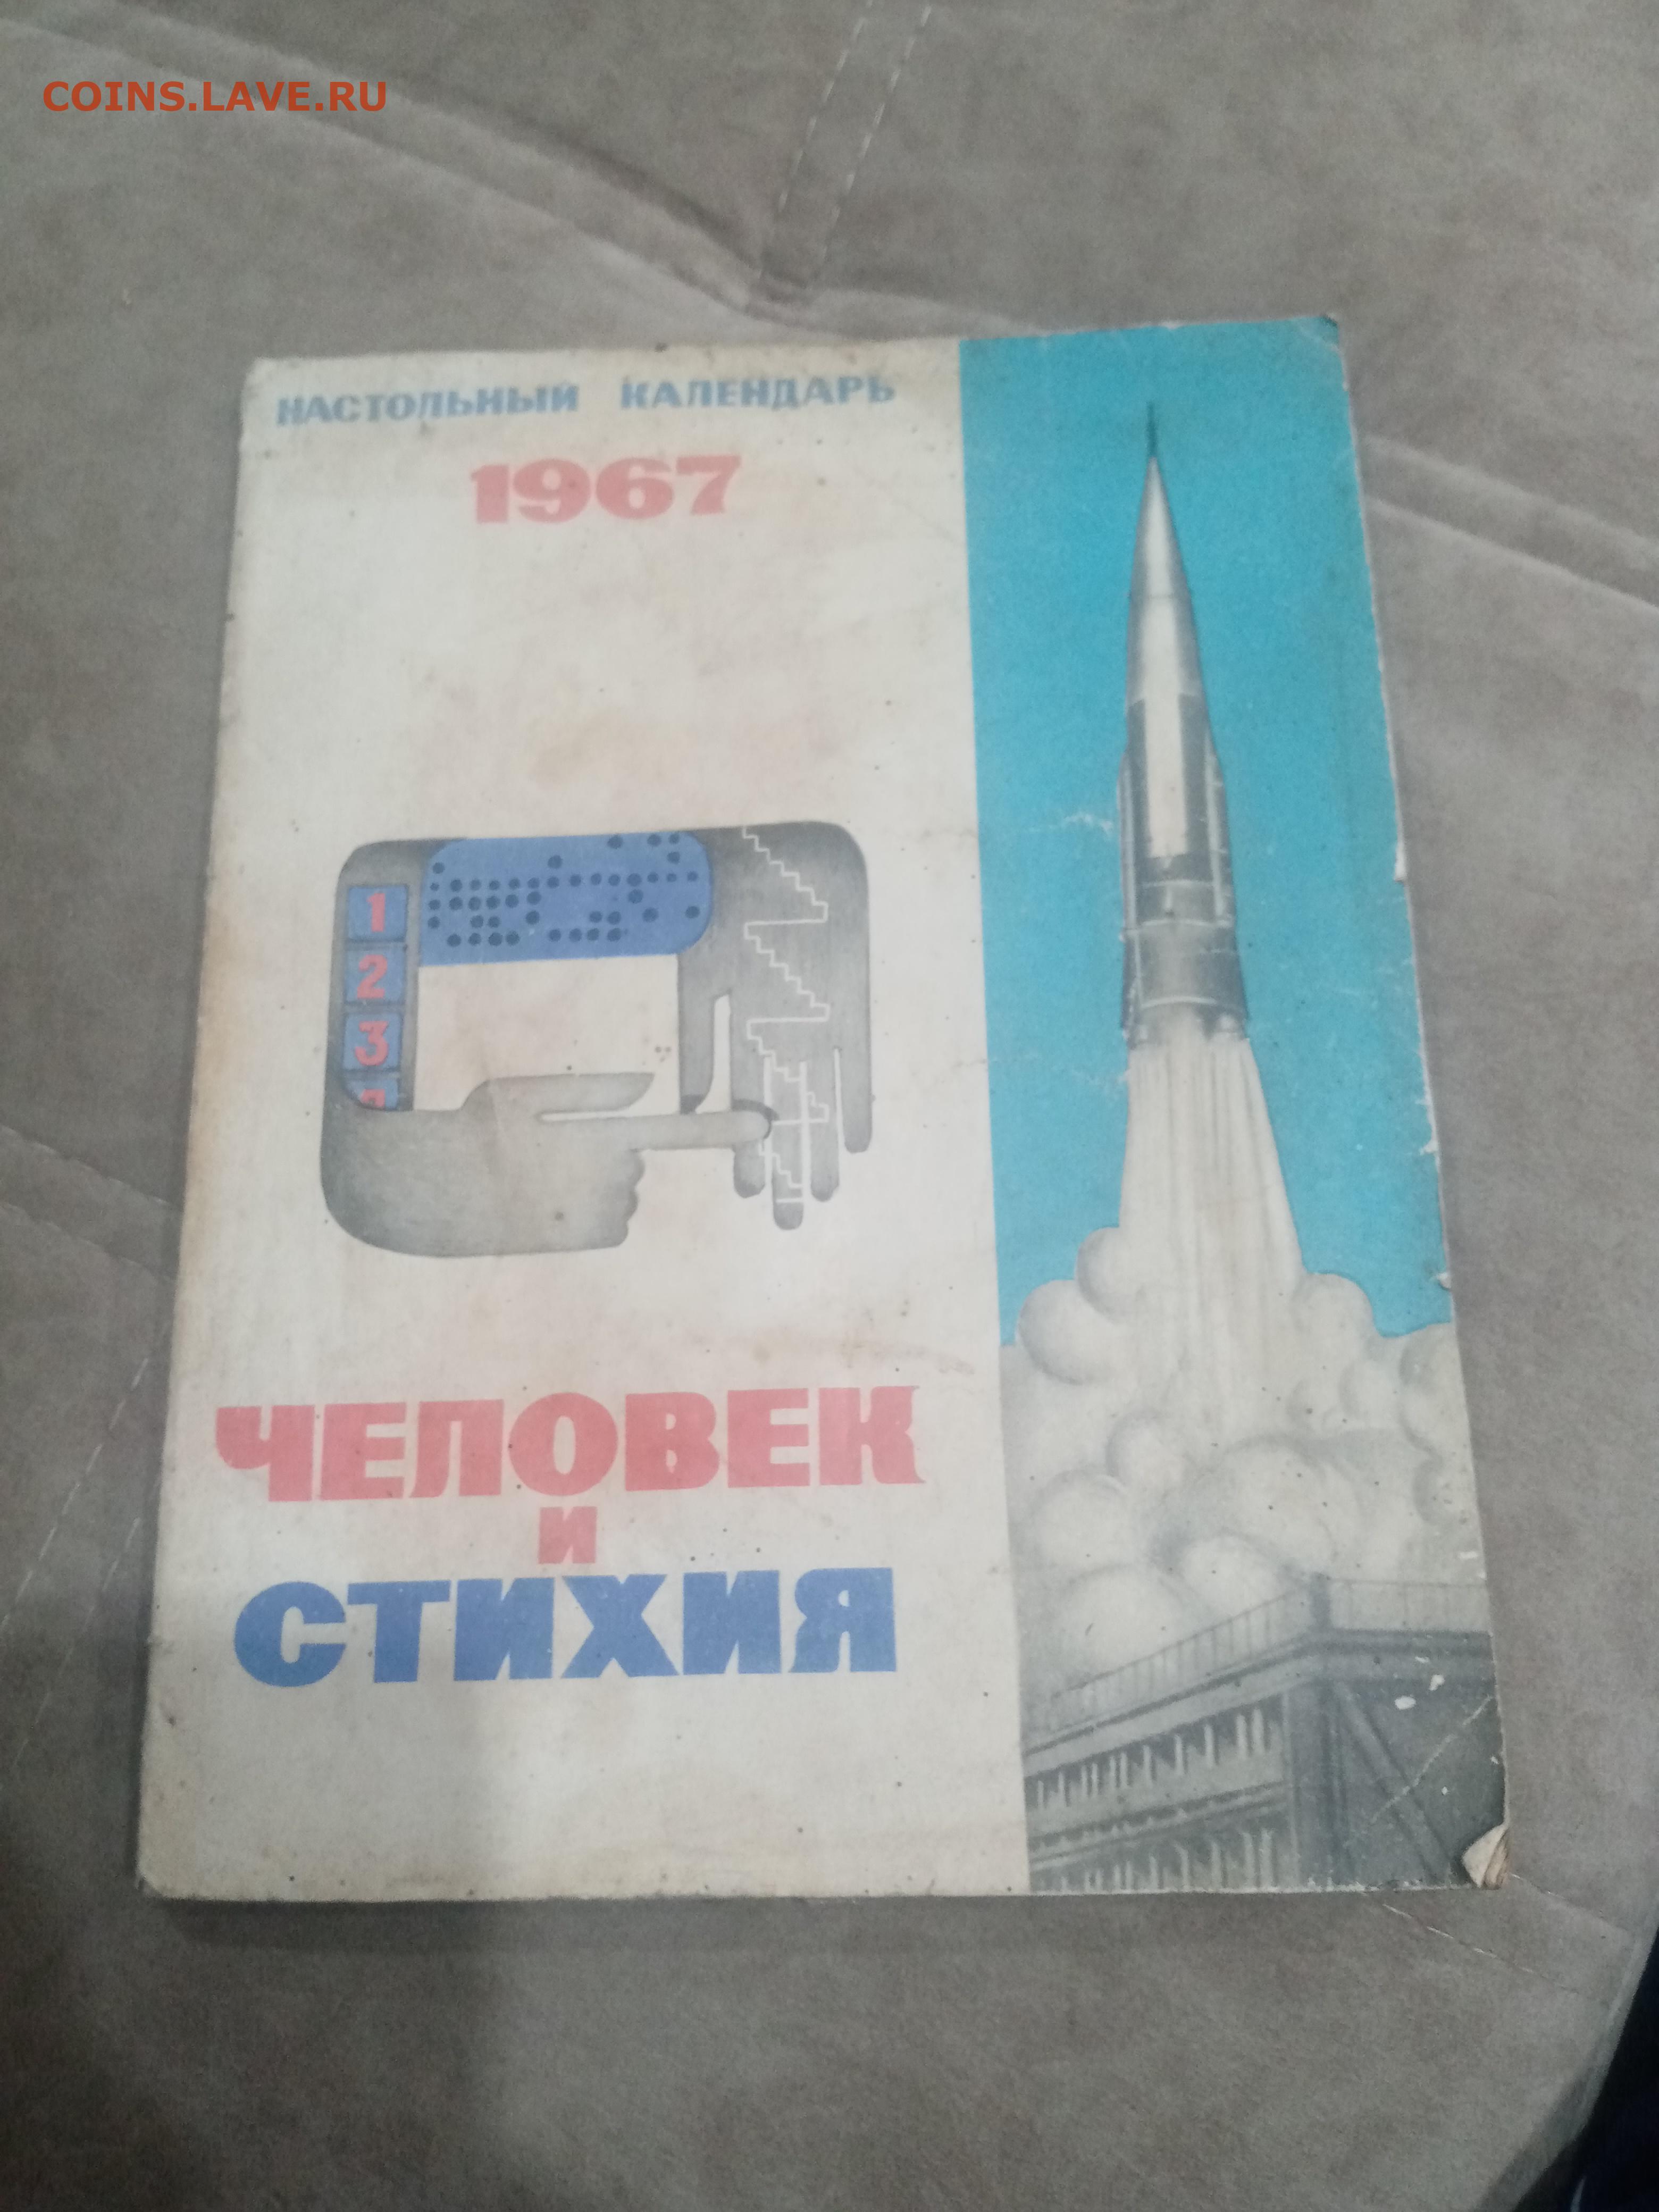 COINS.LAVE.RU
НАСТОЛЬНЫЙ КАЛЕНДАРЬ
1967
1
2
3
ЧЕЛОВЕК
И
СТИХИЯ